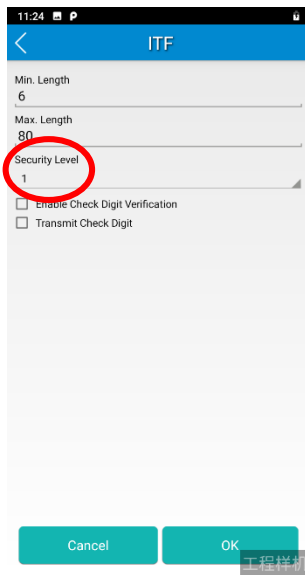 11:24
ITF
Min. Length
6
Max. Length
80
Security Level
1
Enable Check Digit Verification
Transmit Check Digit
Cancel
OK
工程样机